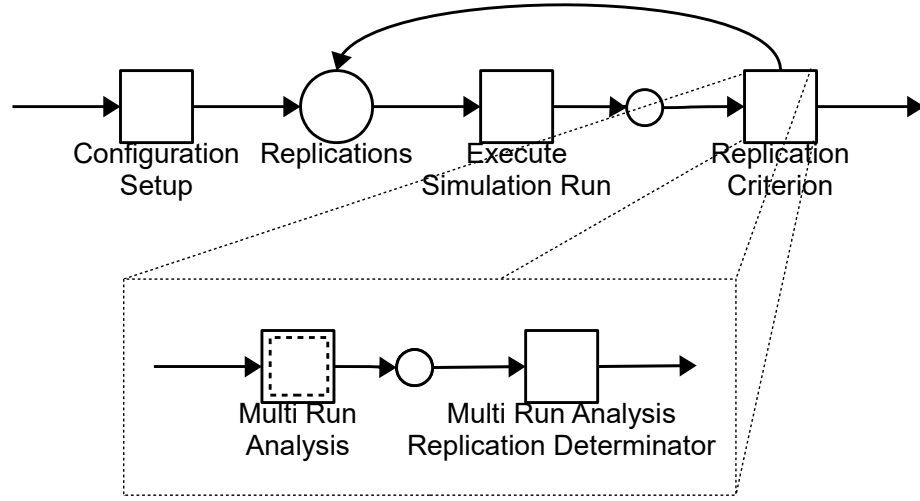 Configuration
Setup
Replications
Execute
Simulation Run
Replication
Criterion
Multi Run
Analysis
Multi Run Analysis
Replication Determinator